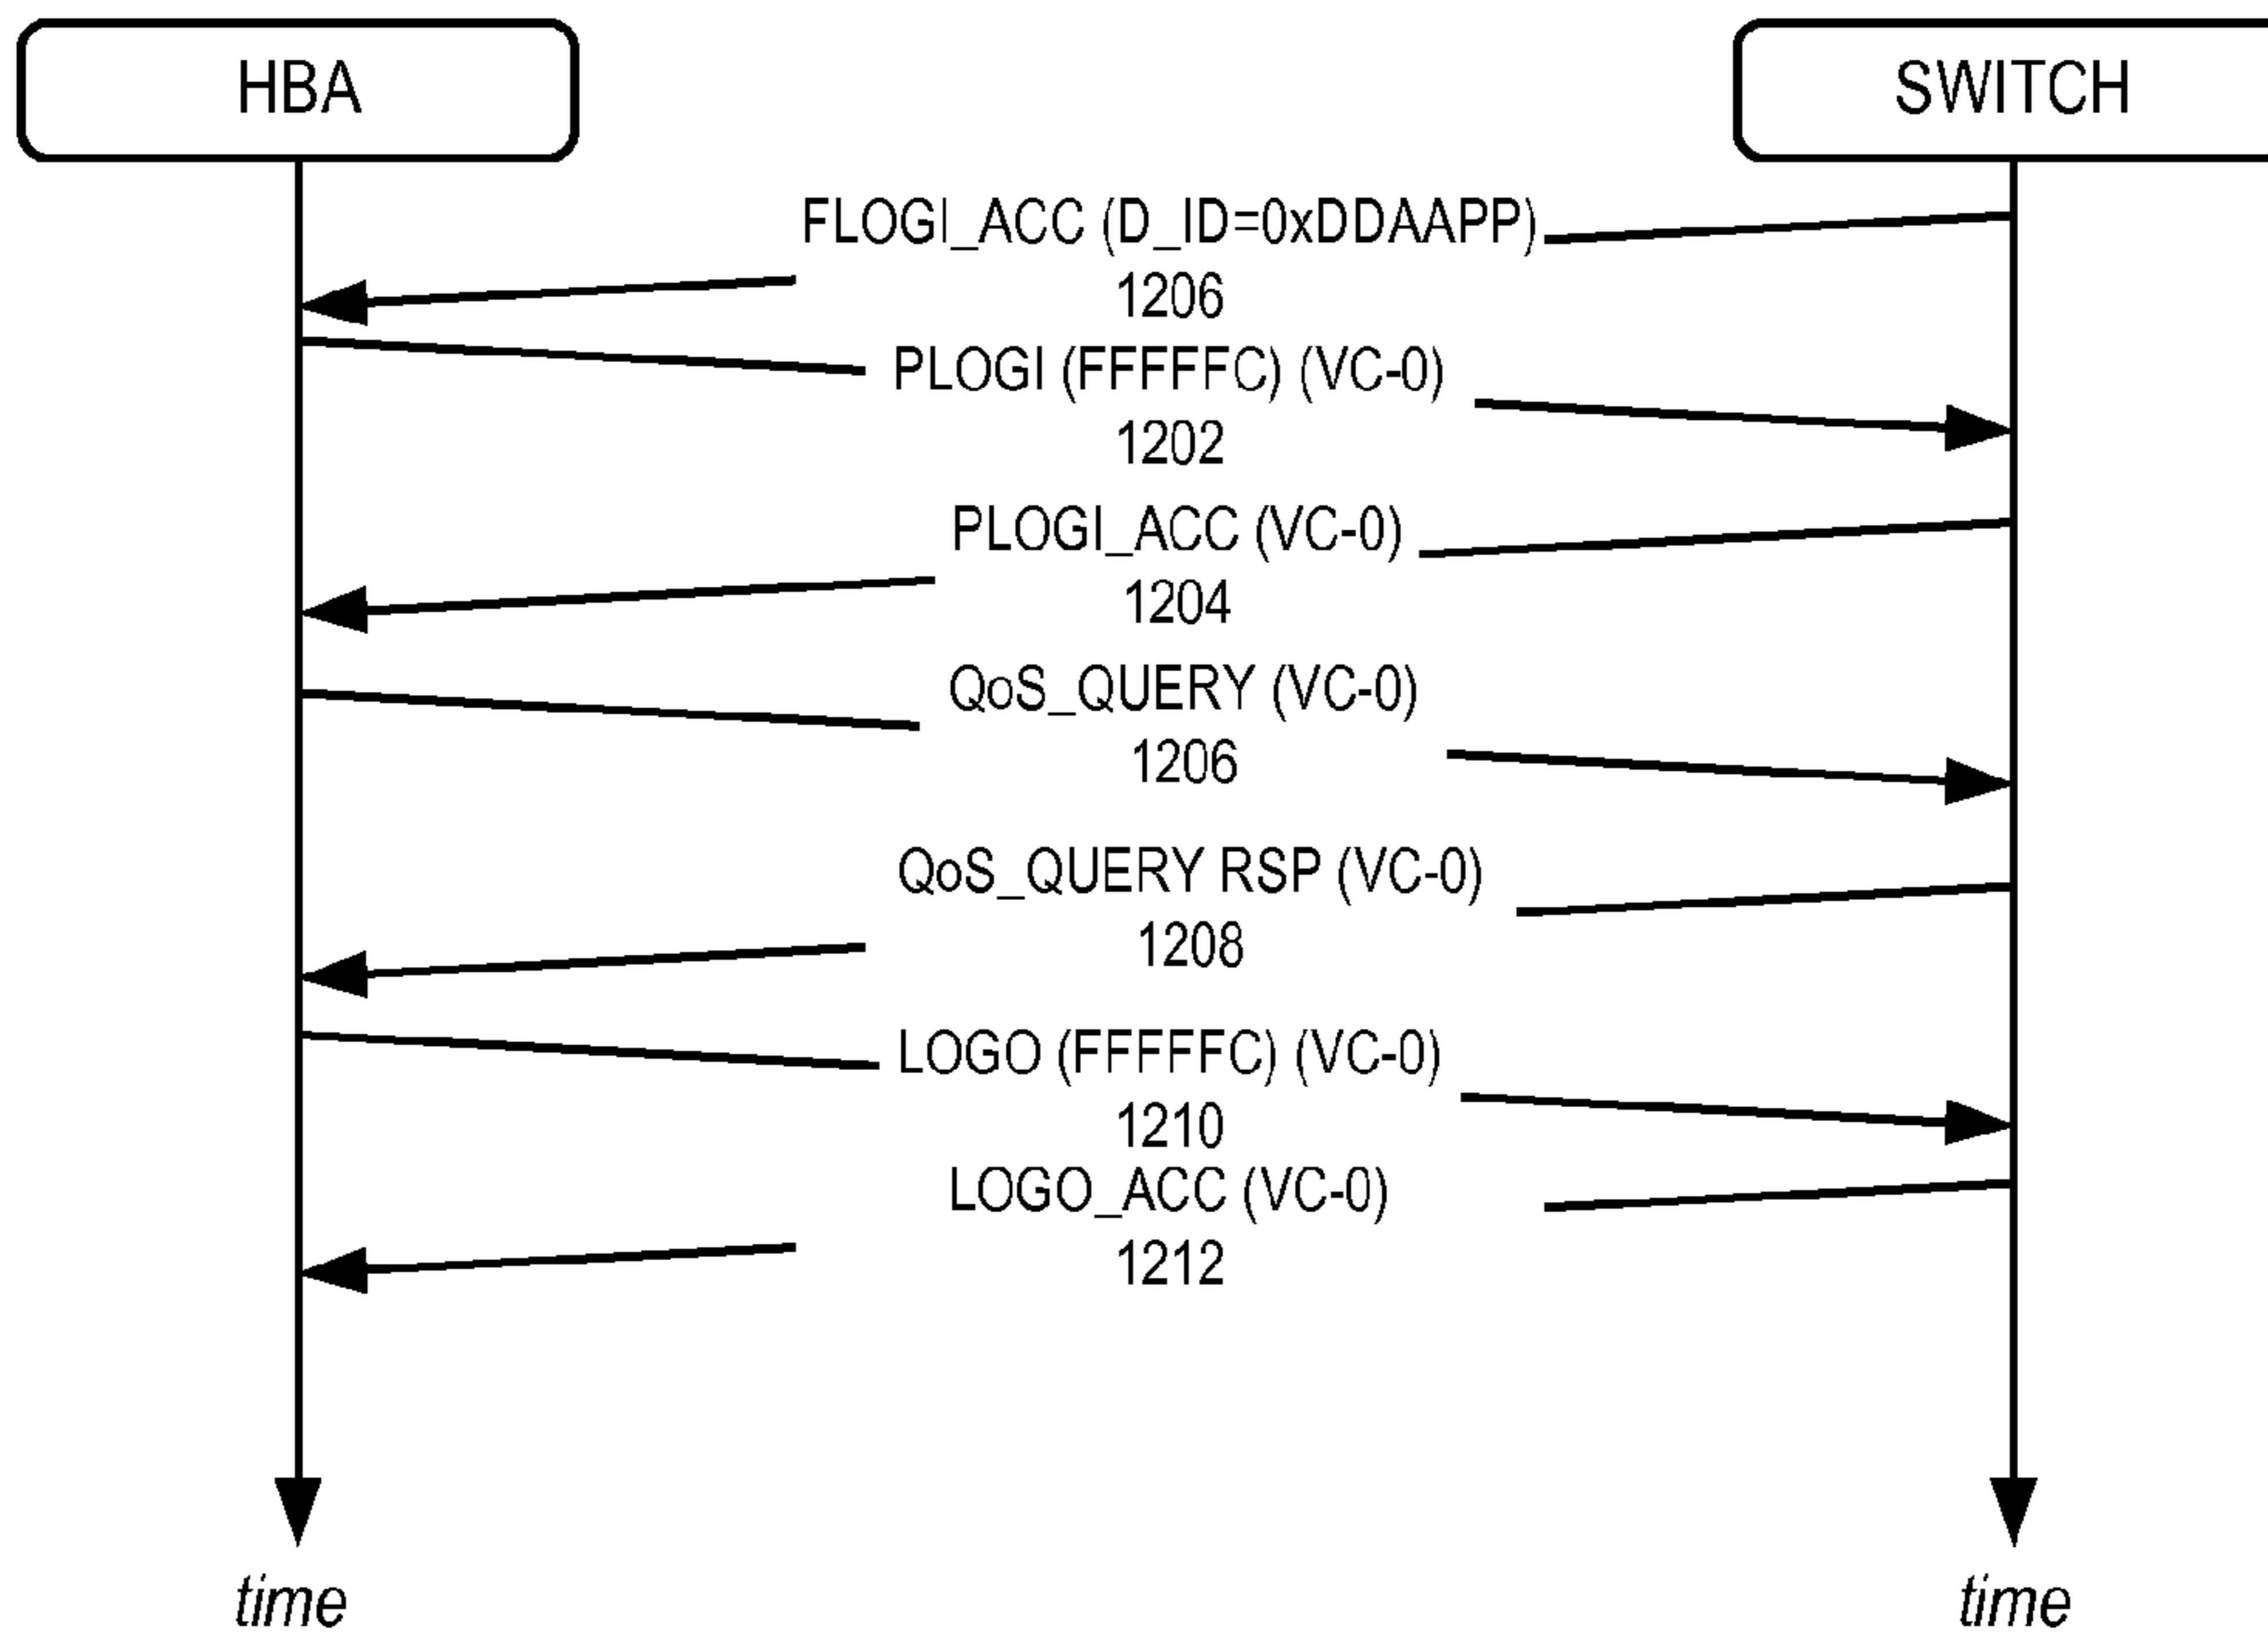 HBA
SWITCH
FLOGI_ACC (D_ID=0xDDAAPP)
1206
PLOGI (FFFFFC) (VC-0)
1202
PLOGI_ACC (VC-0)
1204
QoS_QUERY (VC-0)
1206
QoS_QUERY RSP (VC-0)
1208
LOGO (FFFFFC) (VC-0)
1210
LOGO_ACC (VC-0)
1212
time
time